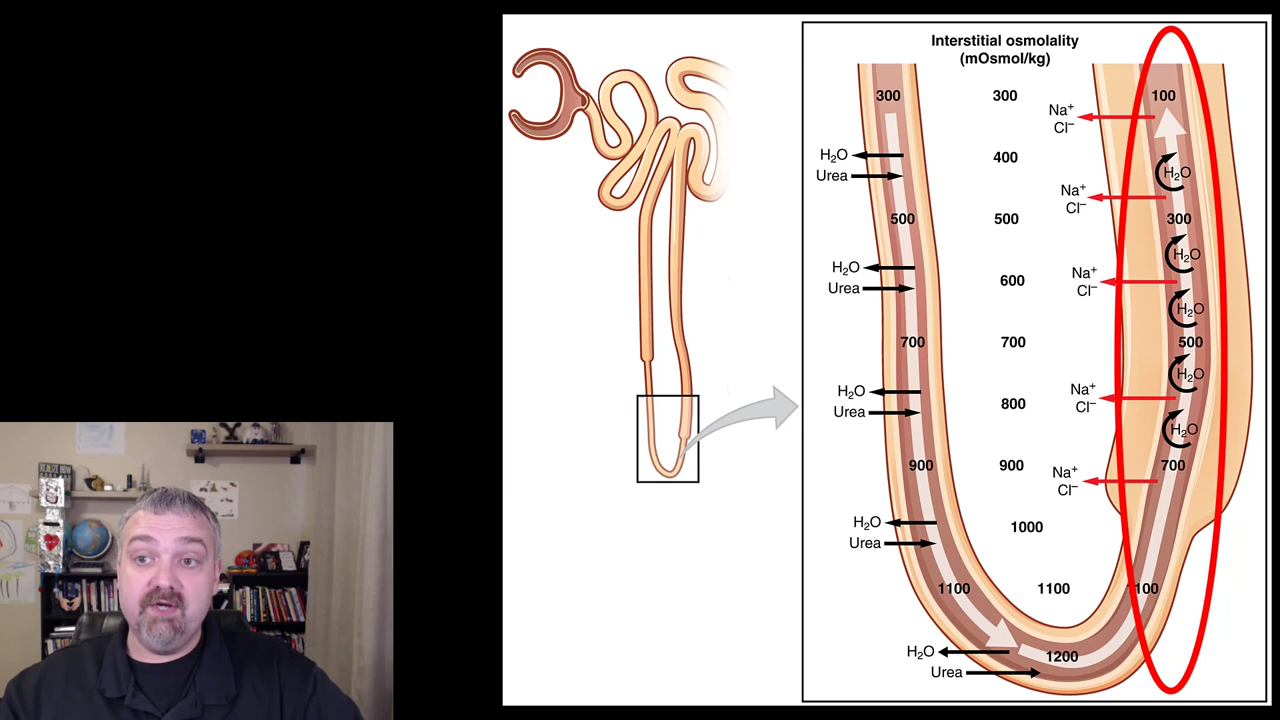 Interstitial osmolality
(mOsmol/kg)
300
300
100
Na⁺
Cl⁻
H₂O
Urea
400
H₂O
Na⁺
Cl⁻
500
500
300
H₂O
H₂O
Urea
600
Na⁺
Cl⁻
H₂O
700
700
500
H₂O
H₂O
Urea
800
Na⁺
Cl⁻
H₂O
900
900
700
Na⁺
Cl⁻
H₂O
Urea
1000
1100
1100
1100
H₂O
Urea
1200